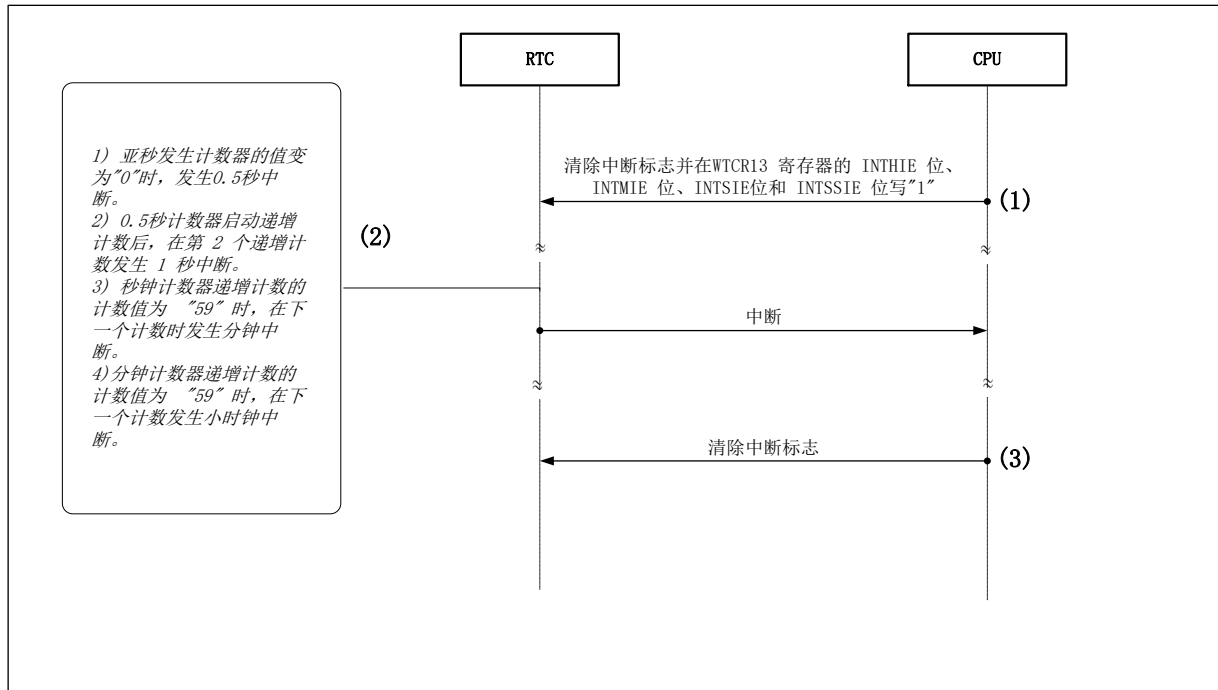 RTC
CPU
1) 亚秒发生计数器的值变
为"0"时，发生0.5秒中
断。
2) 0.5秒计数器启动递增
计数后，在第 2 个递增计
数发生 1 秒中断。
3) 秒钟计数器递增计数的
计数值为 "59" 时，在下
一个计数时发生分钟中
断。
4)分钟计数器递增计数的
计数值为 "59" 时，在下
一个计数发生小时钟中
断。
(2)
清除中断标志并在WTCR13 寄存器的 INTHIE 位、
INTMIE 位、INTSIE位和 INTSSIE 位写"1"
(1)
中断
清除中断标志
(3)